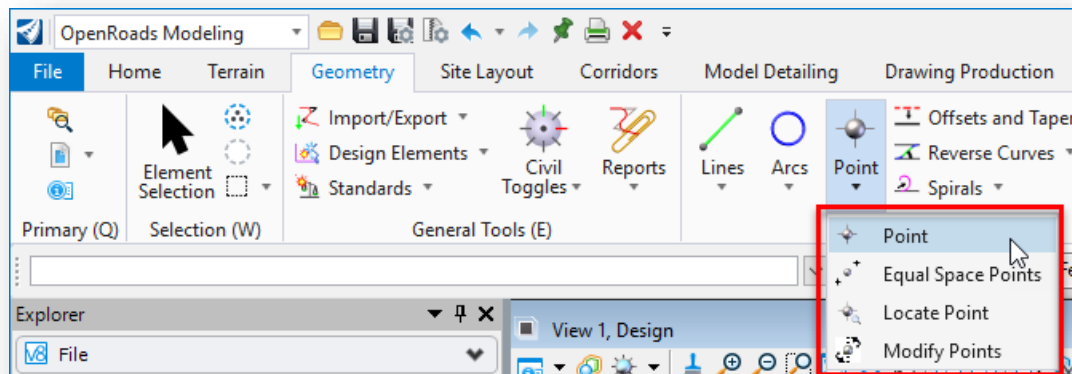 OpenRoads Modeling
File Home Terrain Geometry Site Layout Corridors Model Detailing Drawing Production
Import/Export
Design Elements
Standards
Element Selection
Civil Toggles
Reports
Lines
Arcs
Point
Offsets and Taper
Reverse Curves
Spirals
Primary (Q) Selection (W) General Tools (E)
Point
Equal Space Points
Locate Point
Modify Points
Explorer
V8 File
View 1, Design